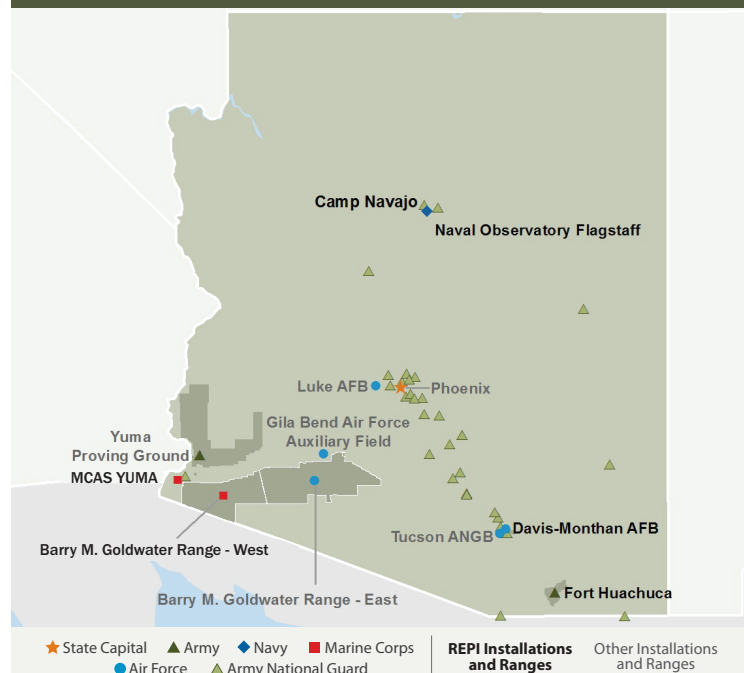 Camp Navajo
Naval Observatory Flagstaff
Luke AFB
Phoenix
Gila Bend Air Force
Auxiliary Field
Yuma
Proving Ground
MCAS YUMA
Davis-Monthan AFB
Tucson ANGB
Barry M. Goldwater Range - West
Fort Huachuca
Barry M. Goldwater Range - East
State Capital Army Navy Marine Corps
Air Force Army National Guard
REPI Installations
and Ranges
Other Installations
and Ranges